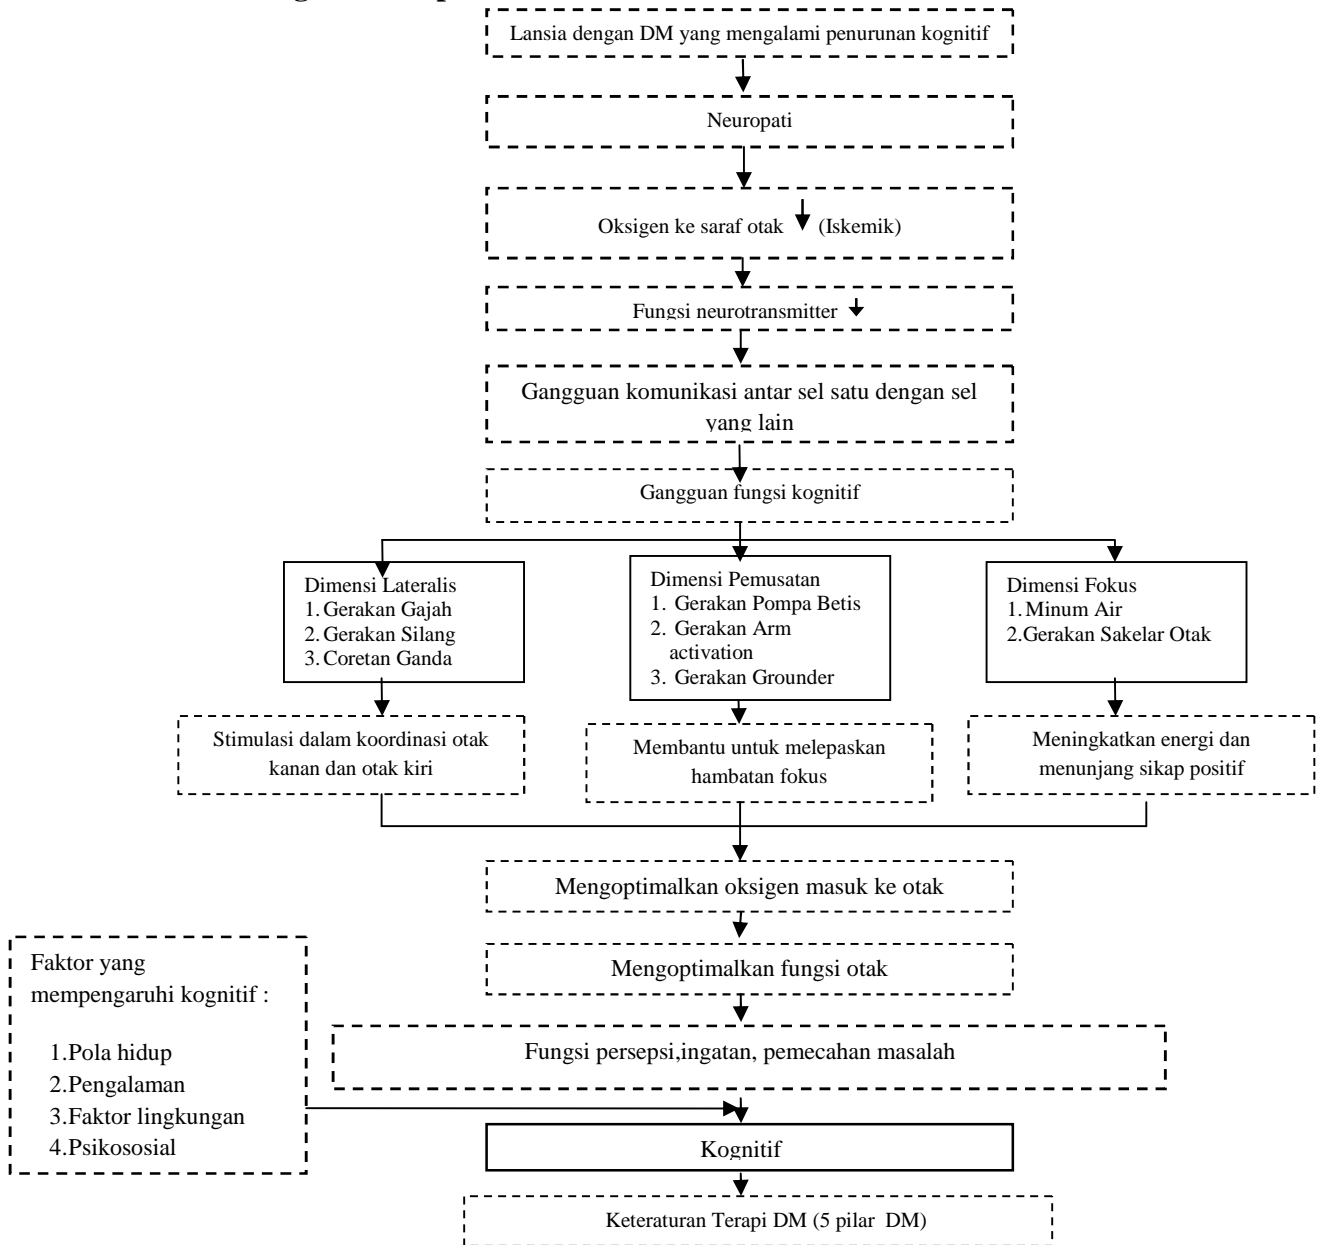 Lansia dengan DM yang mengalami penurunan kognitif
Neuropati
Oksigen ke saraf otak (Iskemik)
Fungsi neurotransmitter
Gangguan komunikasi antar sel satu dengan sel
yang lain
Gangguan fungsi kognitif
Dimensi Lateralis
1. Gerakan Gajah
2. Gerakan Silang
3. Coretan Ganda
Dimensi Pemusatan
1. Gerakan Pompa Betis
2. Gerakan Arm
activation
3. Gerakan Grounder
Dimensi Fokus
1. Minum Air
2. Gerakan Sakelar Otak
Stimulasi dalam koordinasi otak
kanan dan otak kiri
Membantu untuk melepaskan
hambatan fokus
Meningkatkan energi dan
menunjang sikap positif
Mengoptimalkan oksigen masuk ke otak
Mengoptimalkan fungsi otak
Faktor yang
mempengaruhi kognitif :
1.Pola hidup
2.Pengalaman
3.Faktor lingkungan
4.Psikososial
Fungsi persepsi,ingatan, pemecahan masalah
Kognitif
Keteraturan Terapi DM (5 pilar DM)